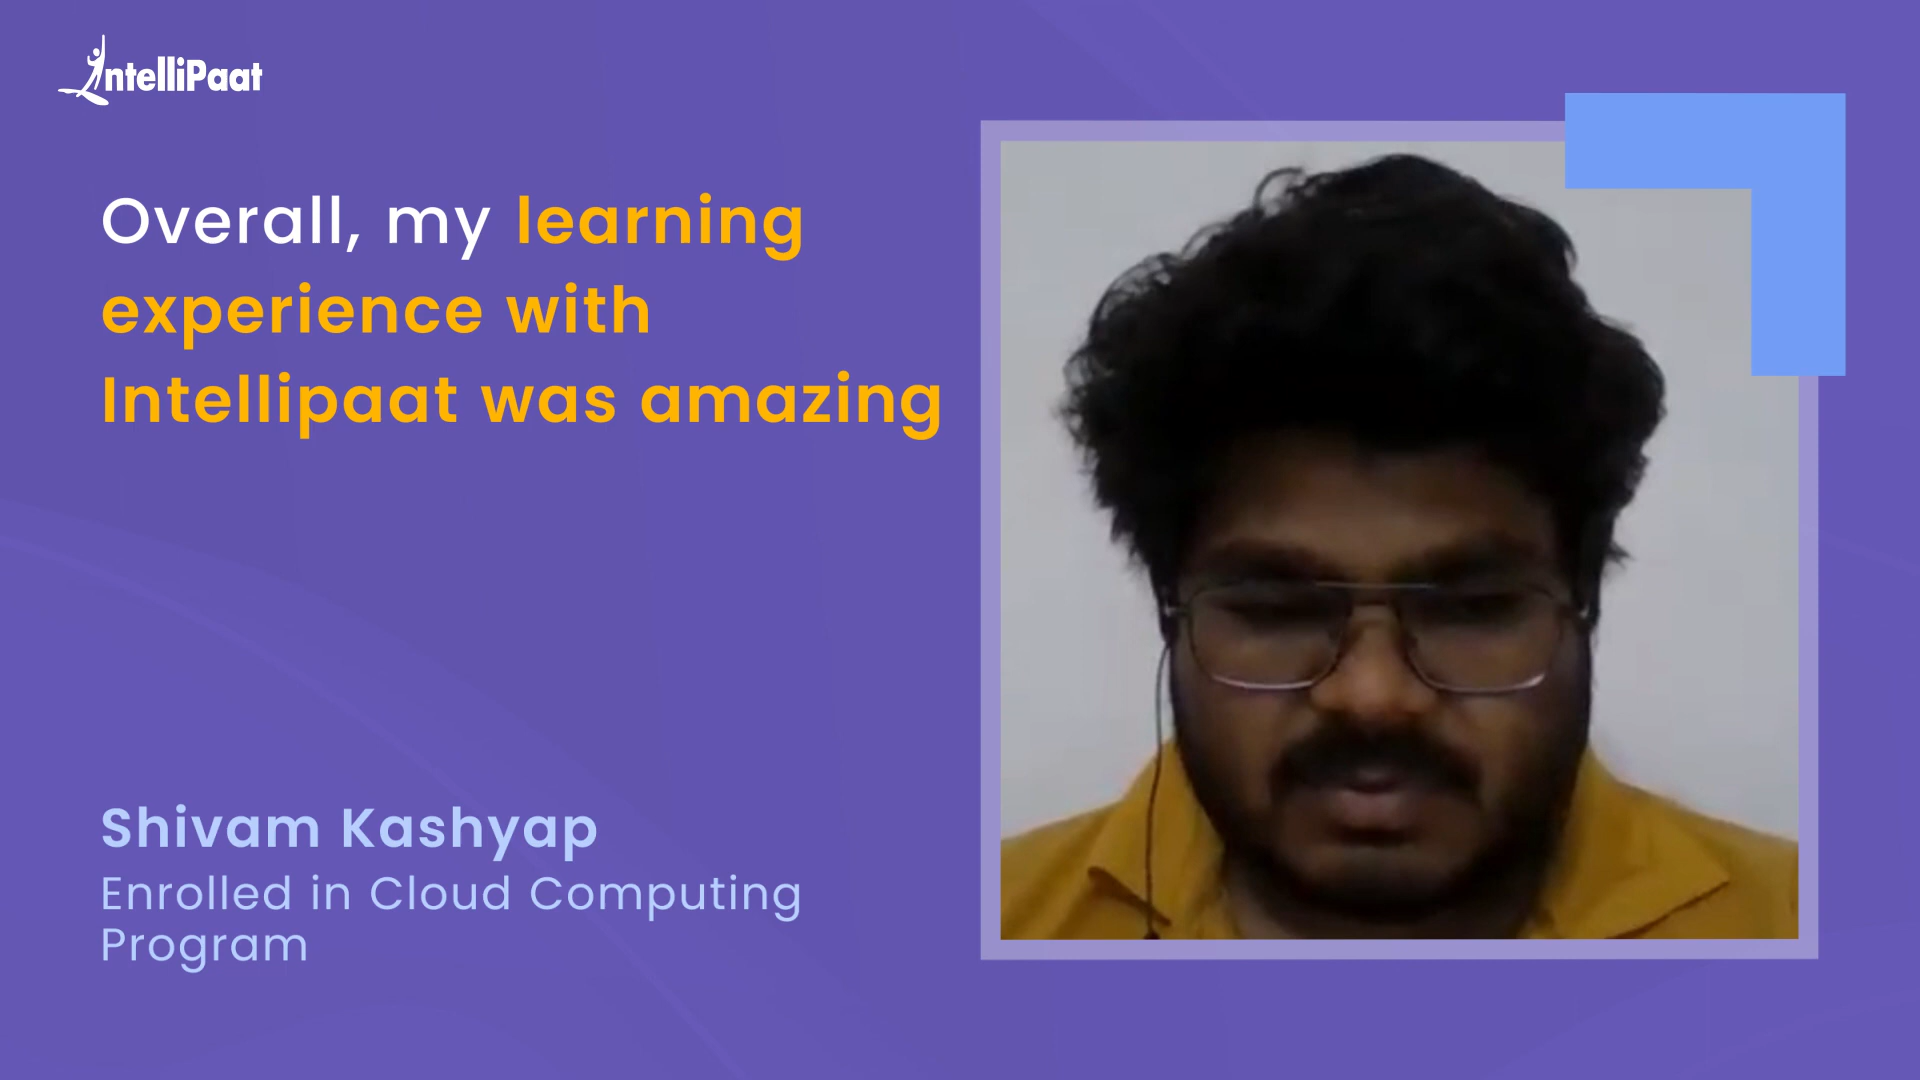 IntelliPaat
Overall, my learning
experience with
Intellipaat was amazing
Shivam Kashyap
Enrolled in Cloud Computing
Program